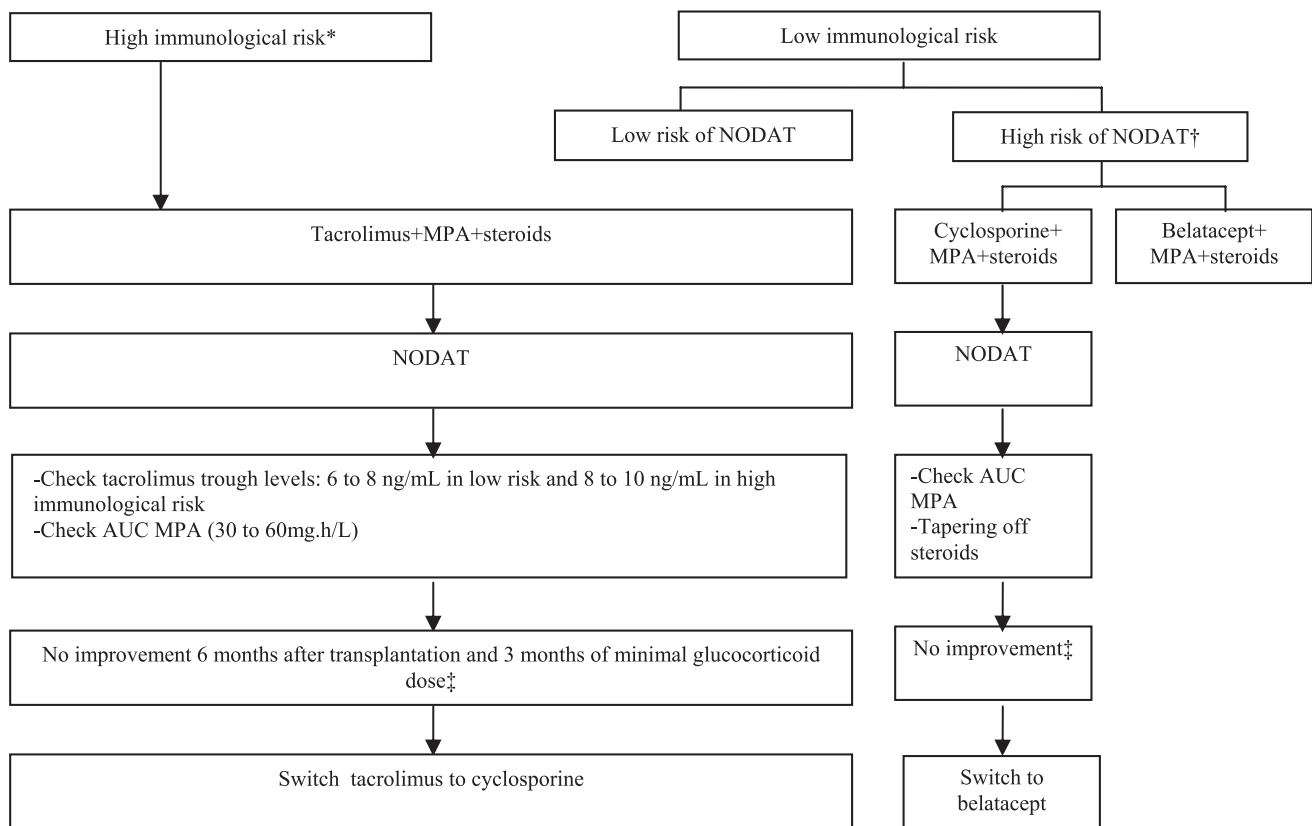 High immunological risk*
Low immunological risk
Low risk of NODAT
High risk of NODAT†
Tacrolimus+MPA+steroids
Cyclosporine+
MPA+steroids
Belatacept+
MPA+steroids
NODAT
NODAT
-Check tacrolimus trough levels: 6 to 8 ng/mL in low risk and 8 to 10 ng/mL in high
immunological risk
-Check AUC MPA (30 to 60mg.h/L)
-Check AUC
MPA
-Tapering off
steroids
No improvement 6 months after transplantation and 3 months of minimal glucocorticoid
dose‡
No improvement‡
Switch tacrolimus to cyclosporine
Switch to
belatacept